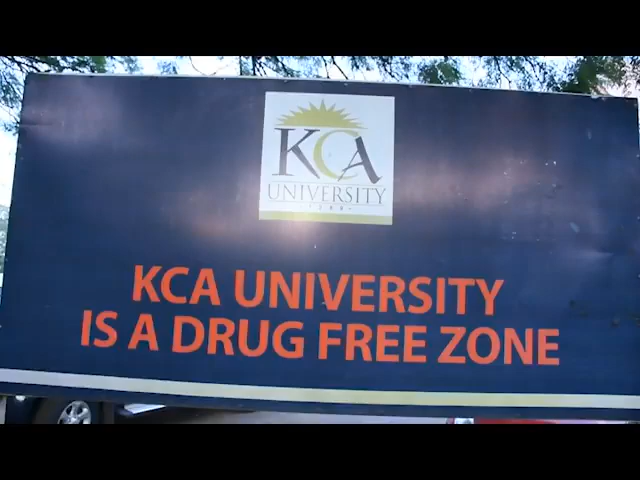 KCA
UNIVERSITY
KCA UNIVERSITY
IS A DRUG FREE ZONE